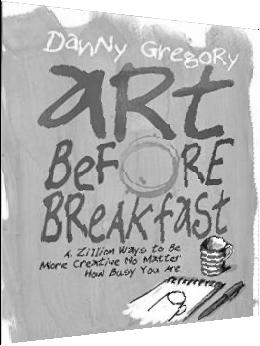 Danny Gregory
aRt
BeFORE
BREAKfaSt
A Zillion Ways to Be
More Creative No Matter
How Busy You Are